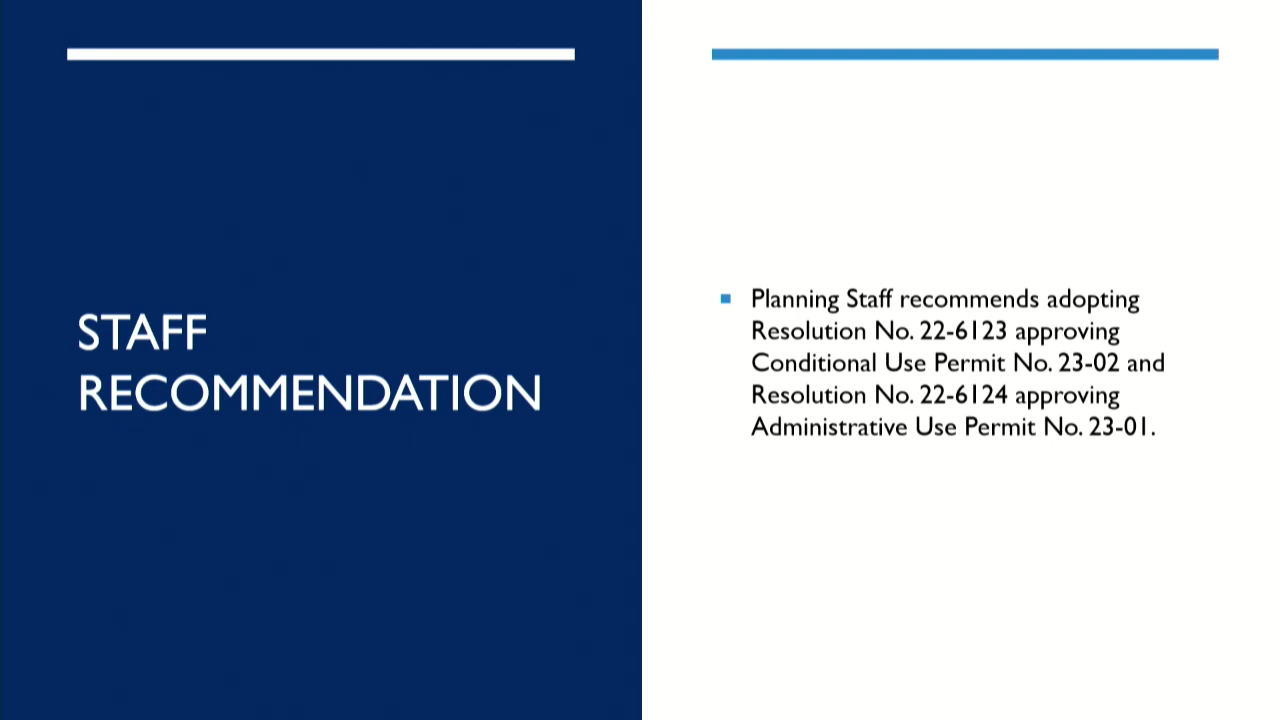 STAFF
RECOMMENDATION
Planning Staff recommends adopting
Resolution No. 22-6123 approving
Conditional Use Permit No. 23-02 and
Resolution No. 22-6124 approving
Administrative Use Permit No. 23-01.